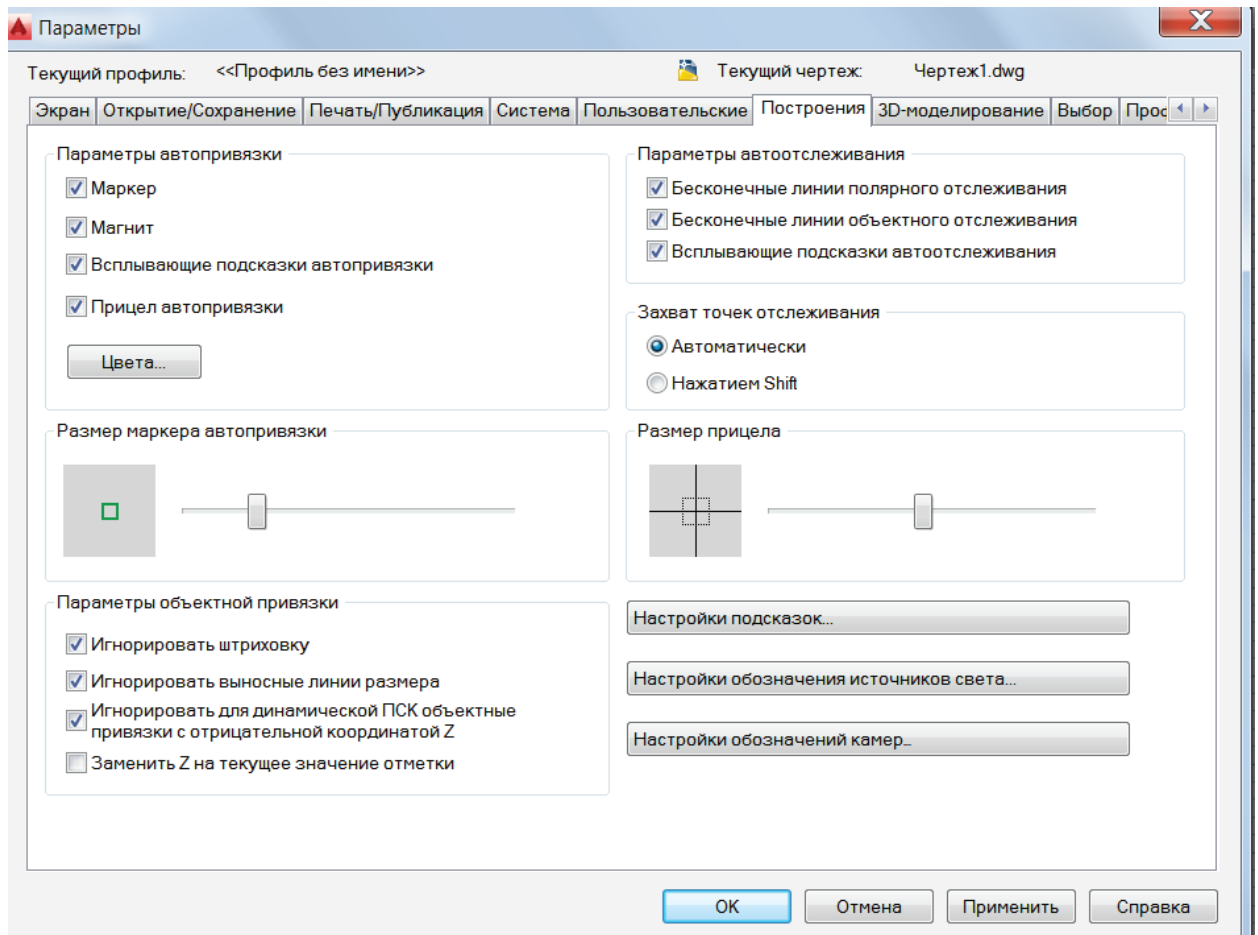 Параметры
Текущий профиль: <<Профиль без имени>> Текущий чертеж: Чертеж1.dwg
Экран Открытие/Сохранение Печать/Публикация Система Пользовательские Построения 3D-моделирование Выбор Прос
Параметры автопривязки
Маркер
Магнит
Всплывающие подсказки автопривязки
Прицел автопривязки
Цвета...
Параметры автоотслеживания
Бесконечные линии полярного отслеживания
Бесконечные линии объектного отслеживания
Всплывающие подсказки автоотслеживания
Захват точек отслеживания
Автоматически
Нажатием Shift
Размер маркера автопривязки
Размер прицела
Параметры объектной привязки
Игнорировать штриховку
Игнорировать выносные линии размера
Игнорировать для динамической ПСК объектные
привязки с отрицательной координатой Z
Заменить Z на текущее значение отметки
Настройки подсказок...
Настройки обозначения источников света...
Настройки обозначений камер...
OK Отмена Применить Справка